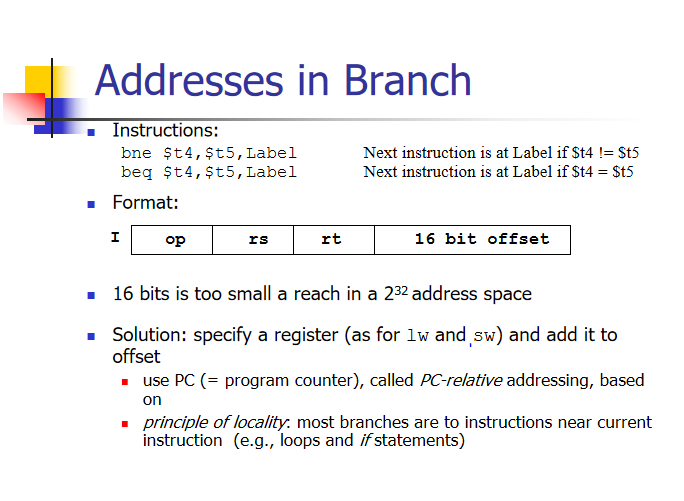 Addresses in Branch
Instructions:
bne $t4,$t5,Label Next instruction is at Label if $t4 != $t5
beq $t4,$t5,Label Next instruction is at Label if $t4 = $t5
Format:
I op rs rt 16 bit offset
16 bits is too small a reach in a 2³² address space
Solution: specify a register (as for lw and sw) and add it to
offset
use PC (= program counter), called PC-relative addressing, based
on
principle of locality: most branches are to instructions near current
instruction (e.g., loops and if statements)